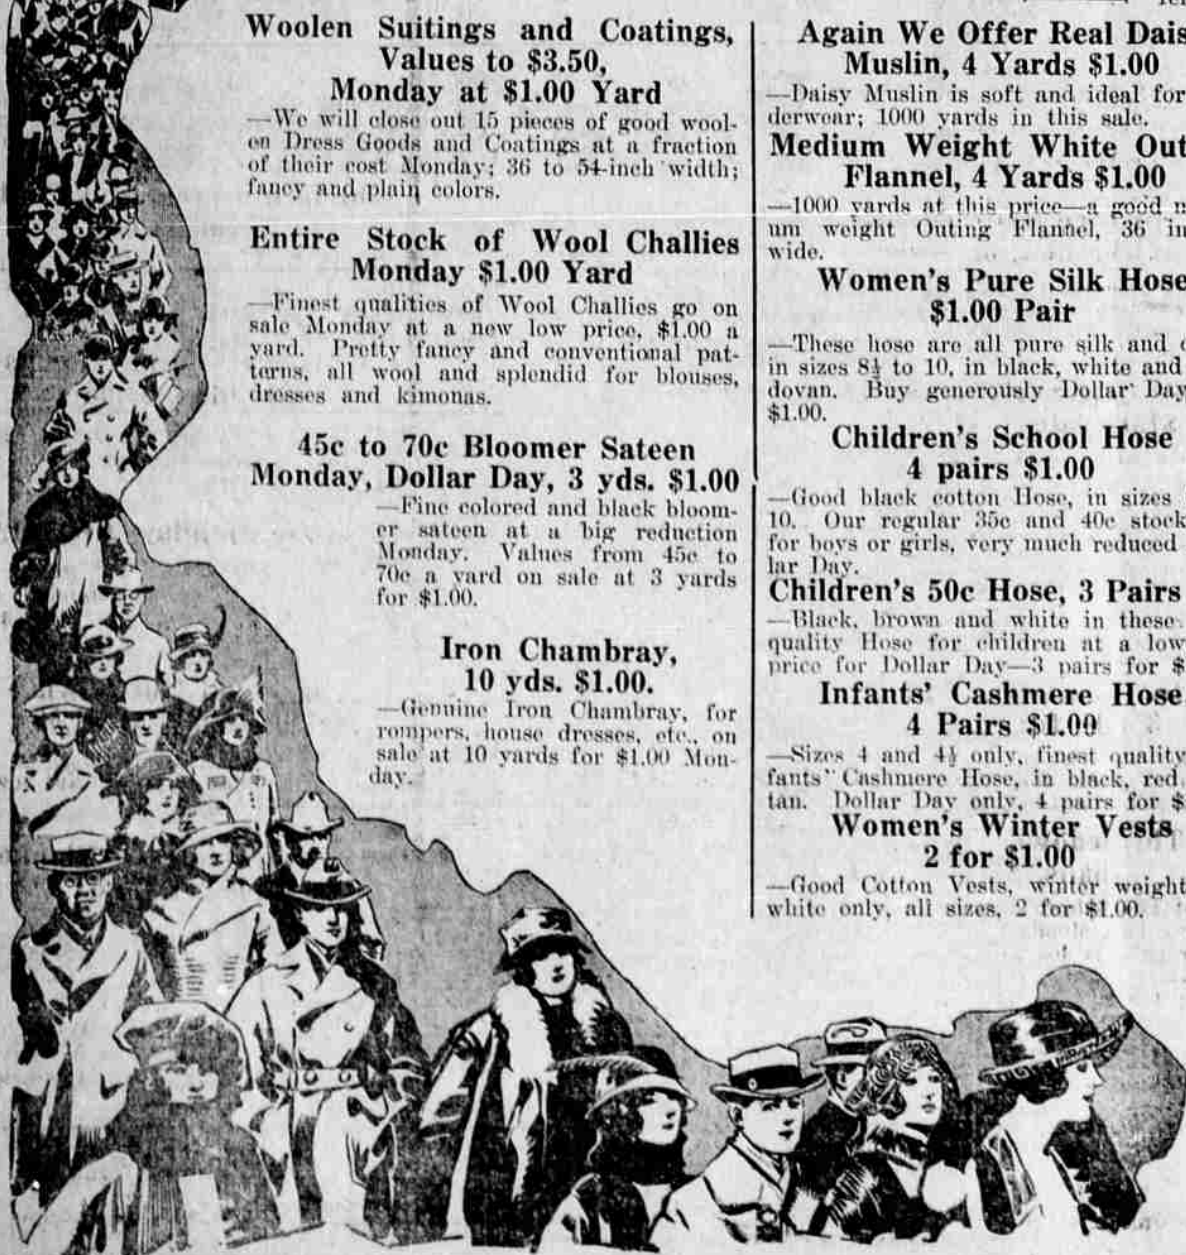 Woolen Suitings and Coatings,
Values to $3.50,
Monday at $1.00 Yard
—We will close out 15 pieces of good wool-
en Dress Goods and Coatings at a fraction
of their cost Monday; 36 to 54-inch width;
fancy and plain colors.
Entire Stock of Wool Challies
Monday $1.00 Yard
—Finest qualities of Wool Challies go on
sale Monday at a new low price, $1.00 a
yard. Pretty fancy and conventional pat-
terns, all wool and splendid for blouses,
dresses and kimonas.
45c to 70c Bloomer Sateen
Monday, Dollar Day, 3 yds. $1.00
—Fine colored and black bloom-
er sateen at a big reduction
Monday. Values from 45c to
70c a yard on sale at 3 yards
for $1.00.
Iron Chambray,
10 yds. $1.00.
—Genuine Iron Chambray, for
rompers, house dresses, etc., on
sale at 10 yards for $1.00 Mon-
day.
Again We Offer Real Dais
Muslin, 4 Yards $1.00
—Daisy Muslin is soft and ideal for
derwear; 1000 yards in this sale.
Medium Weight White Out
Flannel, 4 Yards $1.00
—1000 yards at this price—a good
um weight Outing Flannel, 36 in
wide.
Women's Pure Silk Hose
$1.00 Pair
—These hose are all pure silk and
in sizes 8½ to 10, in black, white and
dovan. Buy generously Dollar Day
$1.00.
Children's School Hose
4 pairs $1.00
—Good black cotton Hose, in sizes
10. Our regular 35c and 40c stock
for boys or girls, very much reduced
lar Day.
Children's 50c Hose, 3 Pairs
—Black, brown and white in these
quality Hose for children at a low
price for Dollar Day—3 pairs for $
Infants' Cashmere Hose
4 Pairs $1.00
—Sizes 4 and 4½ only, finest quality
fants' Cashmere Hose, in black, red,
tan. Dollar Day only, 4 pairs for $
Women's Winter Vests
2 for $1.00
—Good Cotton Vests, winter weight
white only, all sizes, 2 for $1.00.